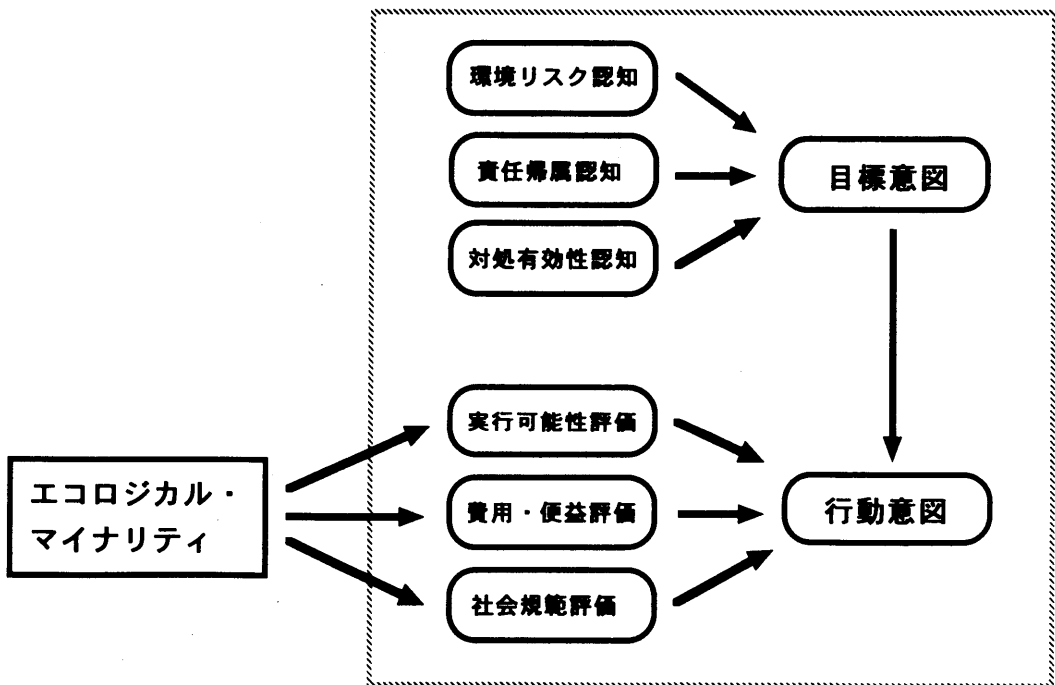 環境リスク認知
責任帰属認知
対処有効性認知
目標意図
エコロジカル・
マイナリティ
実行可能性評価
費用・便益評価
社会規範評価
行動意図